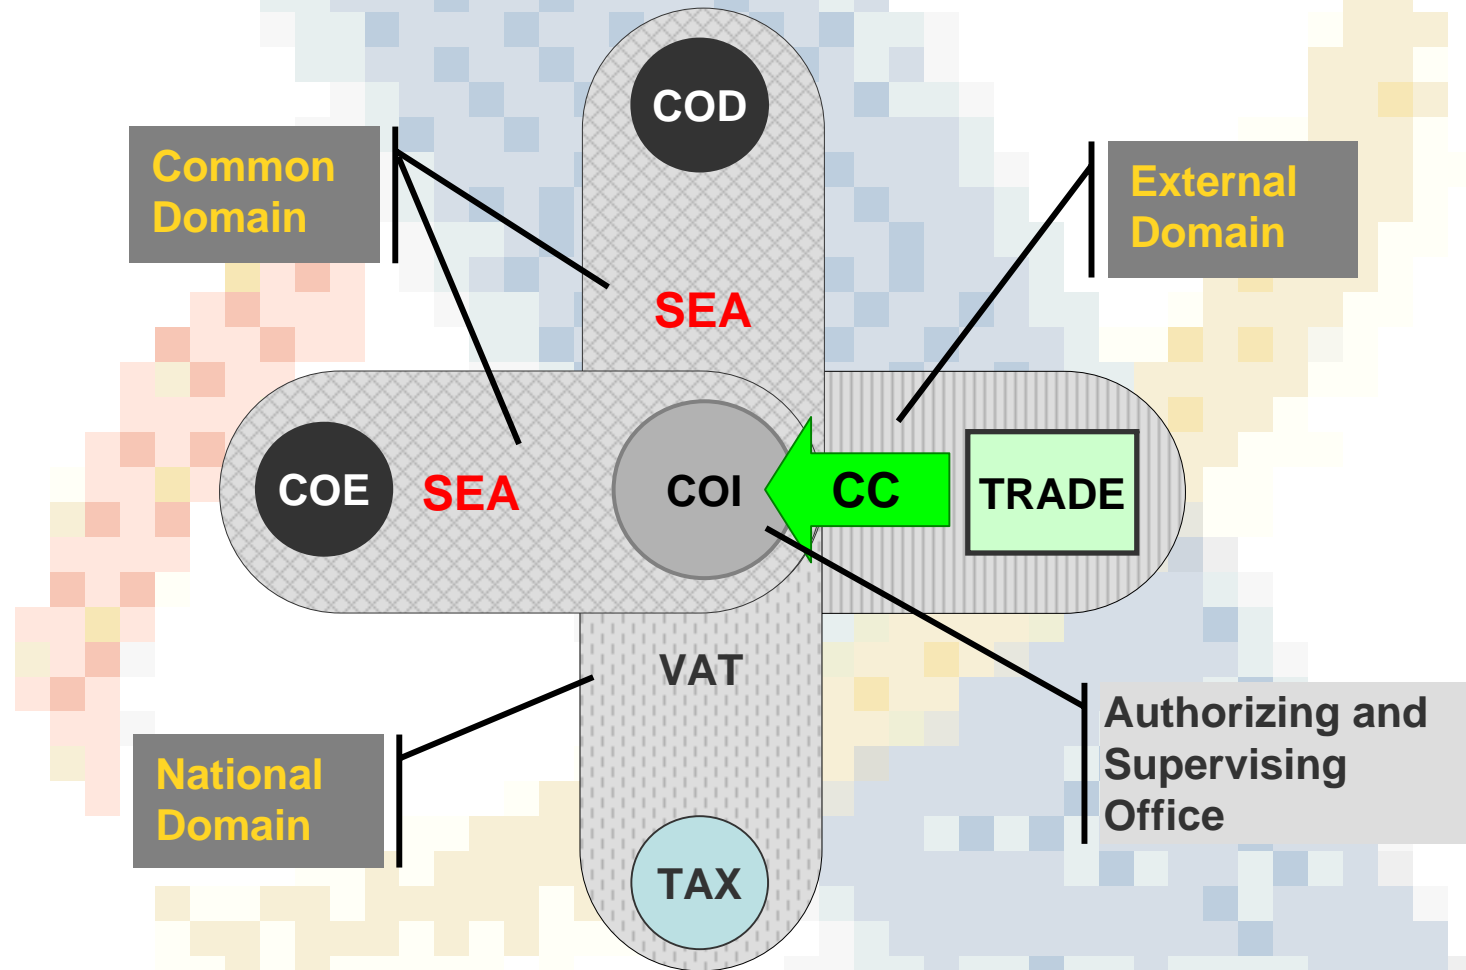 COD
Common
Domain
External
Domain
SEA
COE
SEA
COI
CC
TRADE
VAT
Authorizing and
Supervising
Office
National
Domain
TAX